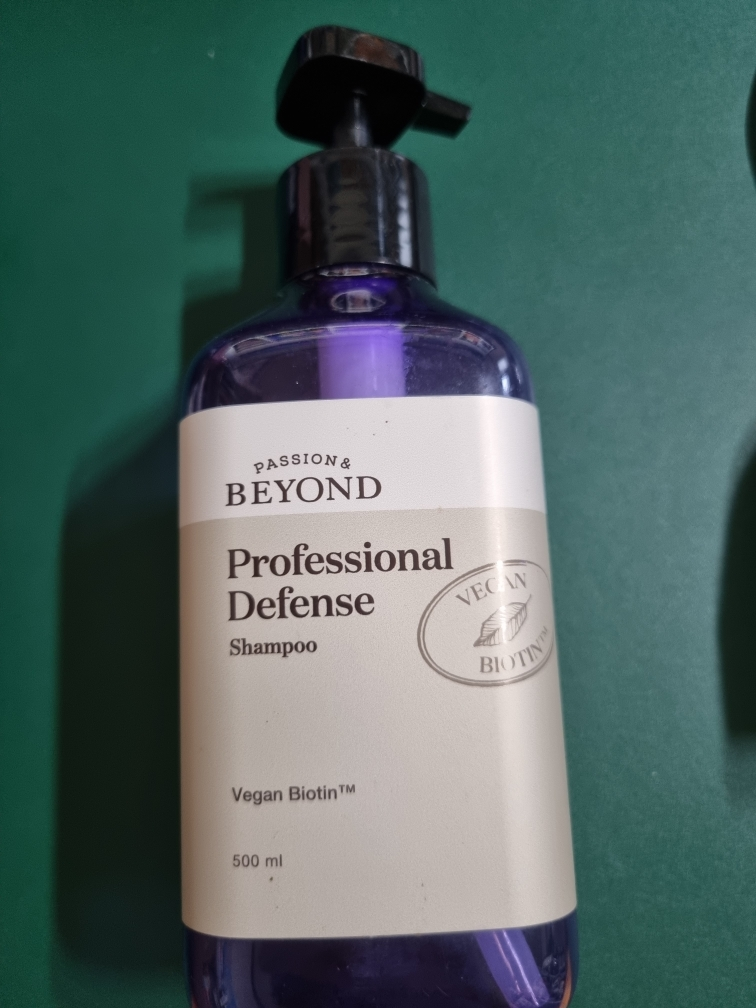 PASSION &
BEYOND
Professional
Defense
Shampoo
VEGAN
BIOTIN™
Vegan Biotin™
500 ml